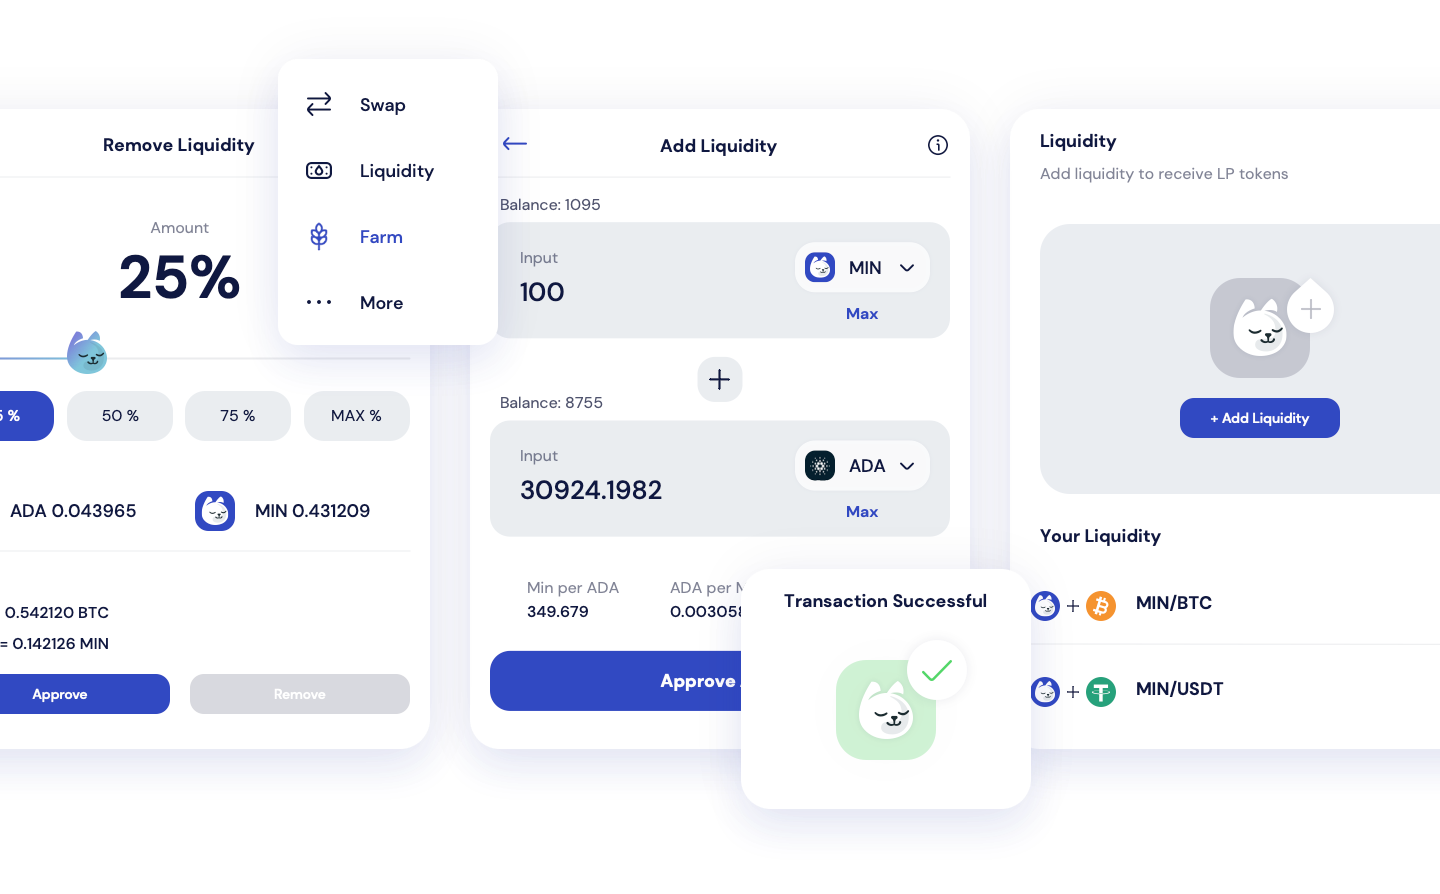 Swap
Liquidity
Farm
More
Remove Liquidity
Amount
25%
50 %
75 %
MAX %
ADA 0.043965
MIN 0.431209
0.542120 BTC
= 0.142126 MIN
Approve
Remove
Add Liquidity
Balance: 1095
Input
100
MIN
Max
Balance: 8755
Input
30924.1982
ADA
Max
Min per ADA
ADA per
349.679
Approve
Transaction Successful
Liquidity
Add liquidity to receive LP tokens
+ Add Liquidity
Your Liquidity
+ MIN/BTC
+ MIN/USDT